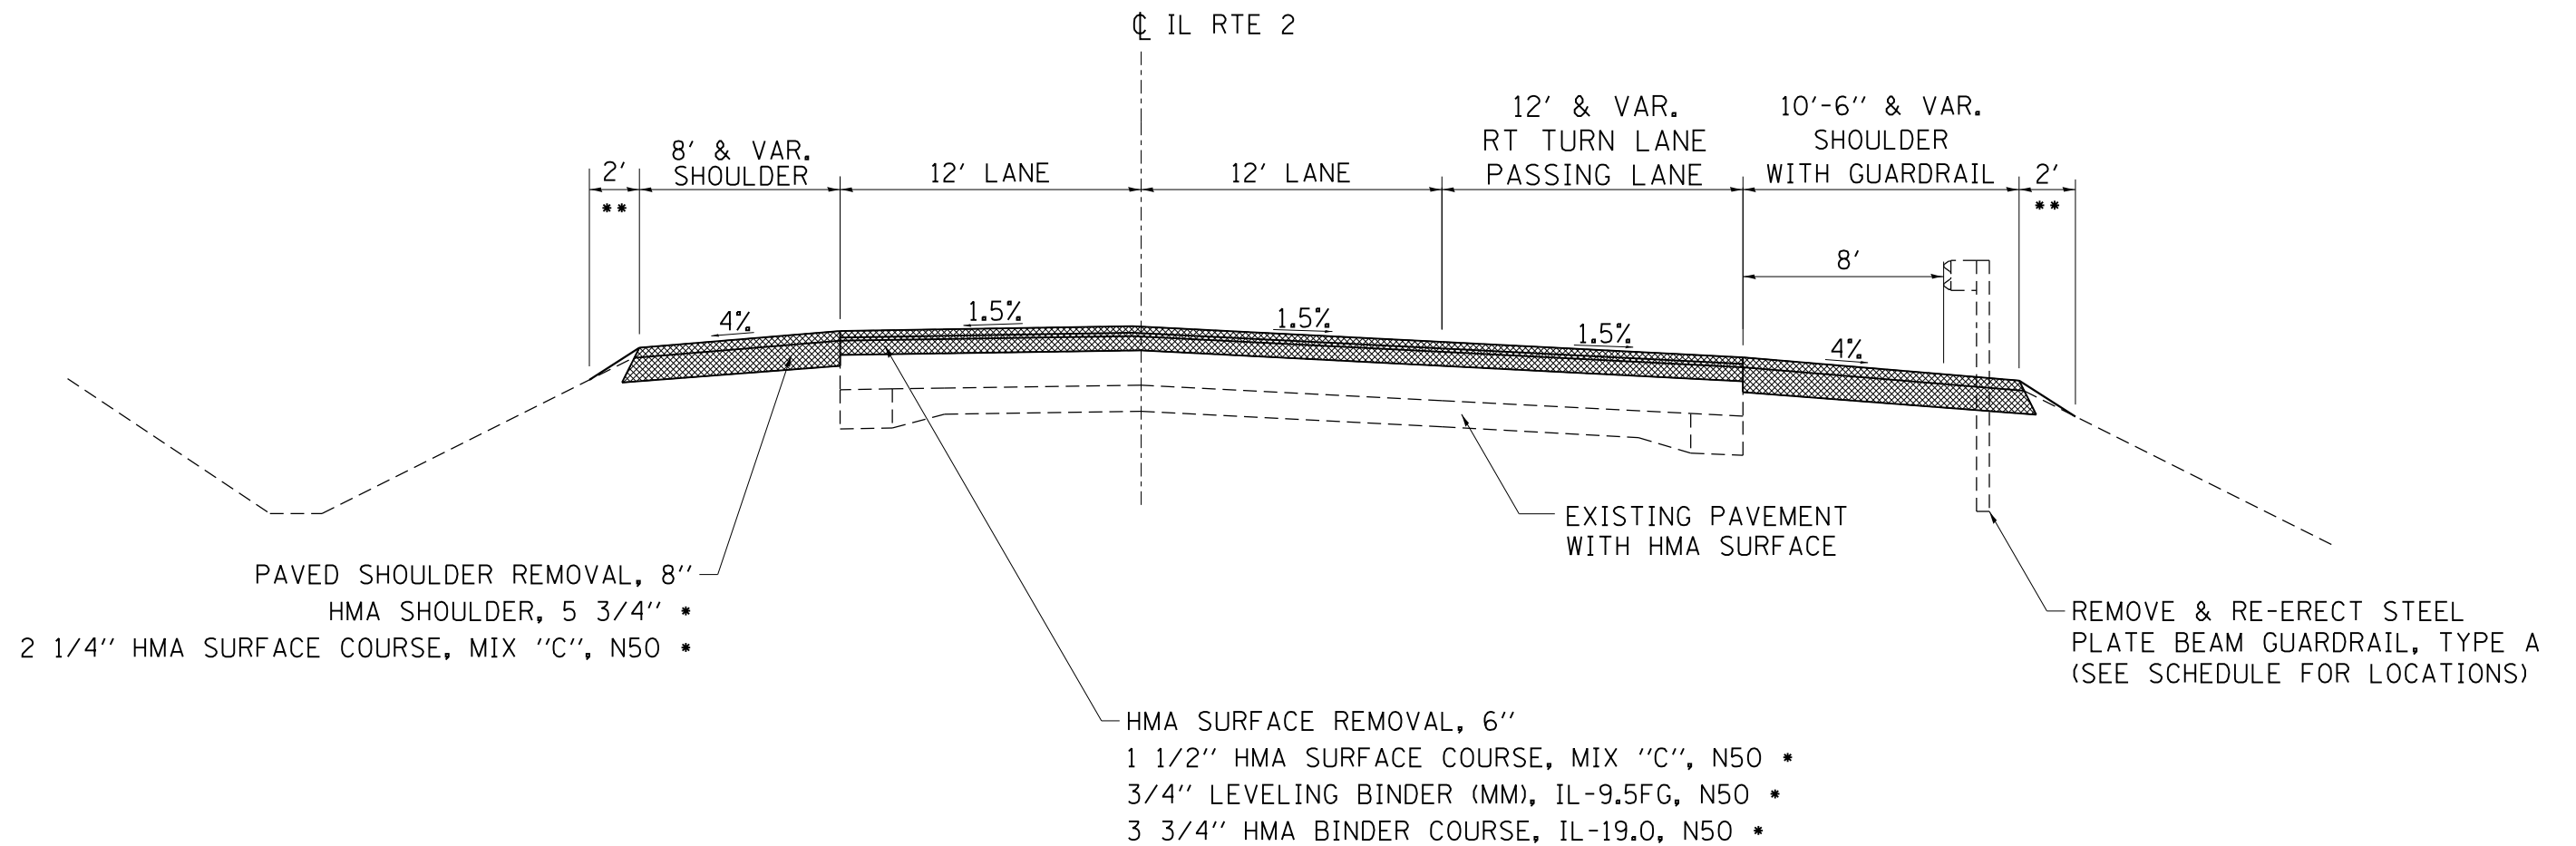 ℄ IL RTE 2
12' & VAR.
RT TURN LANE
PASSING LANE
10'-6" & VAR.
SHOULDER
WITH GUARDRAIL
2'
**
8' & VAR.
SHOULDER
12' LANE
12' LANE
2'
**
8'
4%
1.5%
1.5%
1.5%
4%
EXISTING PAVEMENT
WITH HMA SURFACE
PAVED SHOULDER REMOVAL, 8"
HMA SHOULDER, 5 3/4" *
2 1/4" HMA SURFACE COURSE, MIX "C", N50 *
REMOVE & RE-ERECT STEEL
PLATE BEAM GUARDRAIL, TYPE A
(SEE SCHEDULE FOR LOCATIONS)
HMA SURFACE REMOVAL, 6"
1 1/2" HMA SURFACE COURSE, MIX "C", N50 *
3/4" LEVELING BINDER (MM), IL-9.5FG, N50 *
3 3/4" HMA BINDER COURSE, IL-19.0, N50 *